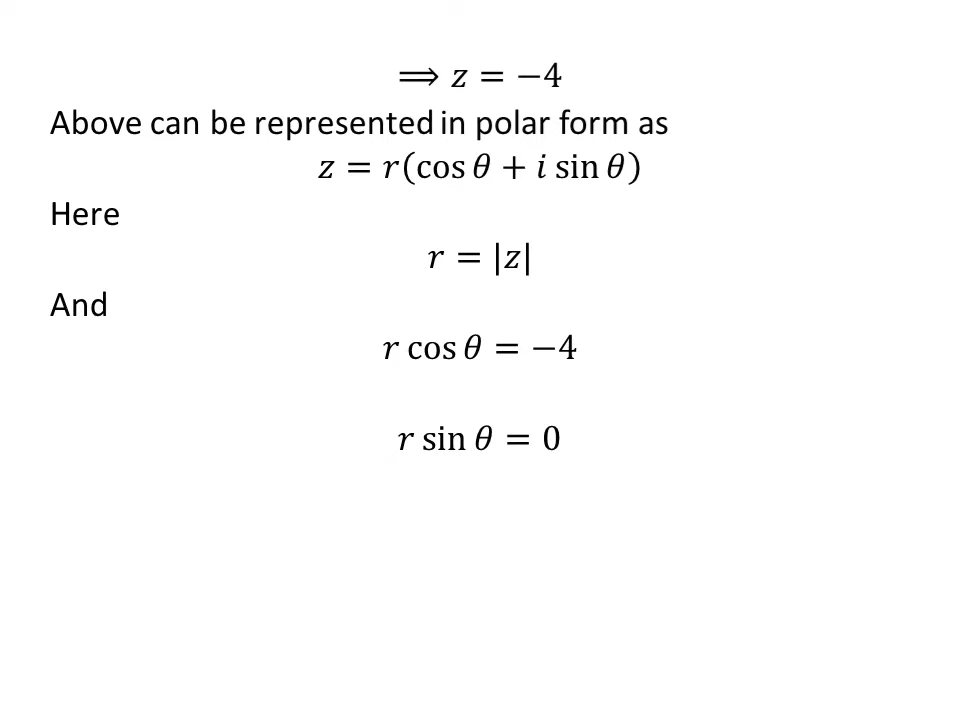 ⟹ 𝑧 = −4
Above can be represented in polar form as
𝑧 = 𝑟(cos 𝜃 + 𝑖 sin 𝜃)
Here
𝑟 = |𝑧|
And
𝑟 cos 𝜃 = −4
𝑟 sin 𝜃 = 0